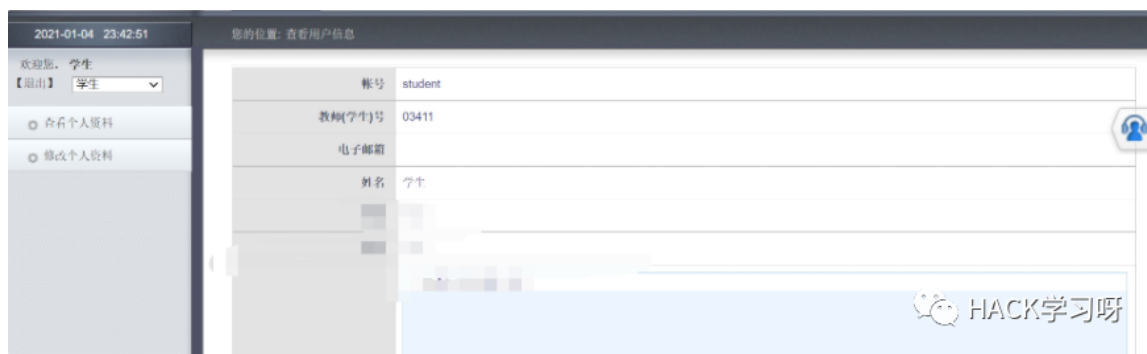 2021-01-04 23:42:51
您的位置: 查看用户信息
欢迎您，学生
【退出】 学生
查看个人资料
修改个人资料
帐号 student
教师(学生)号 03411
电子邮箱
姓名 学生
HACK学习呀